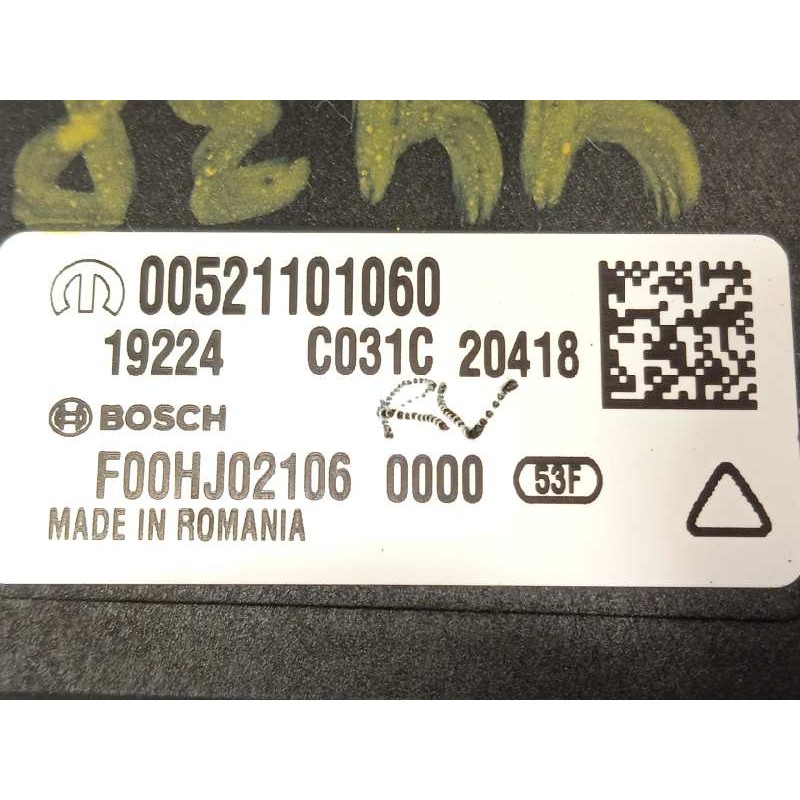 00521101060
19224 C031C 20418
BOSCH
F00HJ02106 0000 53F
MADE IN ROMANIA